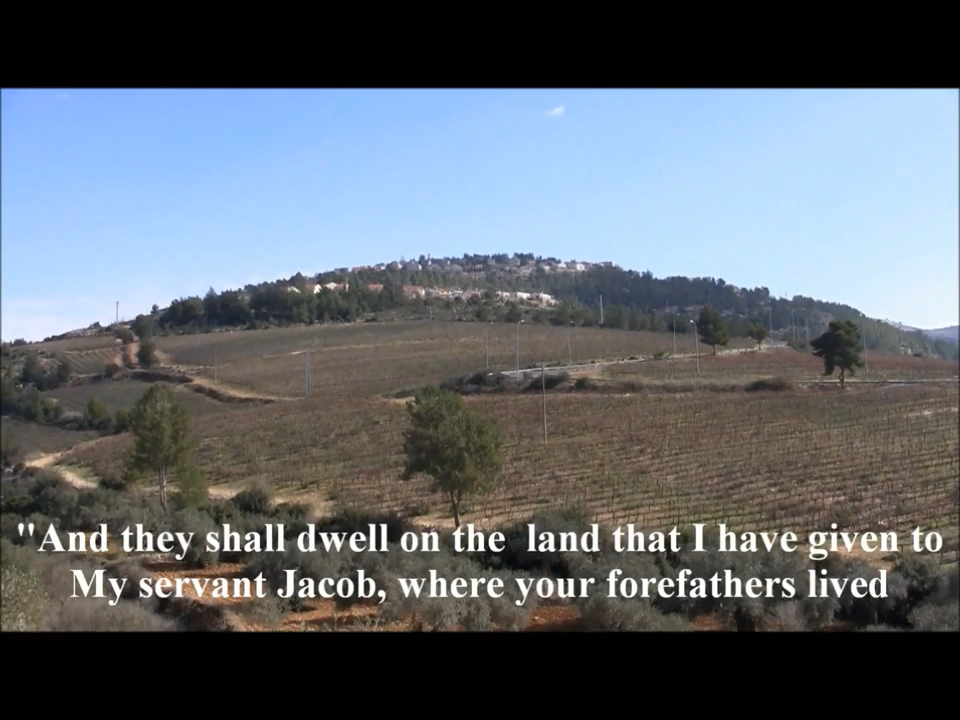 "And they shall dwell on the  land that I have given to
My servant Jacob, where your forefathers lived